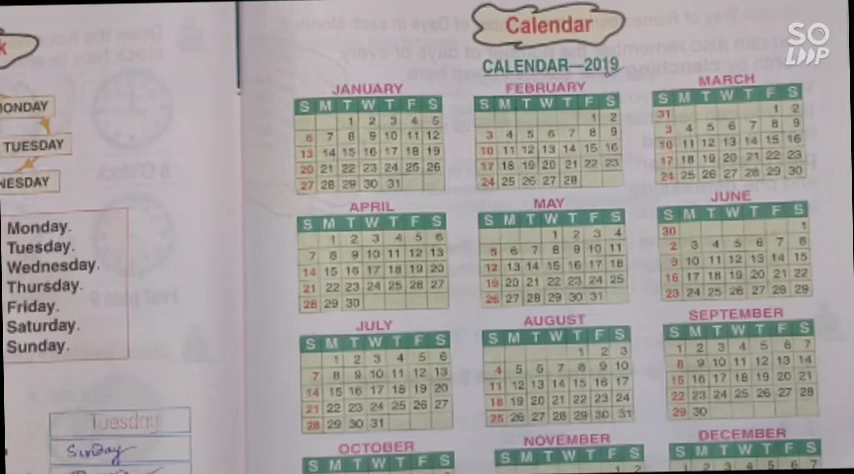 k
MONDAY
TUESDAY
NESDAY
Monday.
Tuesday.
Wednesday.
Thursday.
Friday.
Saturday.
Sunday.
Tuesday
Sunday
Calendar
SO LOOP
CALENDAR—2019
JANUARY
S M T W T F S
1 2 3 4 5
6 7 8 9 10 11 12
13 14 15 16 17 18 19
20 21 22 23 24 25 26
27 28 29 30 31
FEBRUARY
S M T W T F S
1 2
3 4 5 6 7 8 9
10 11 12 13 14 15 16
17 18 19 20 21 22 23
24 25 26 27 28
MARCH
S M T W T F S
31 1 2
3 4 5 6 7 8 9
10 11 12 13 14 15 16
17 18 19 20 21 22 23
24 25 26 27 28 29 30
APRIL
S M T W T F S
1 2 3 4 5 6
7 8 9 10 11 12 13
14 15 16 17 18 19 20
21 22 23 24 25 26 27
28 29 30
MAY
S M T W T F S
1 2 3 4
5 6 7 8 9 10 11
12 13 14 15 16 17 18
19 20 21 22 23 24 25
26 27 28 29 30 31
JUNE
S M T W T F S
30 1
2 3 4 5 6 7 8
9 10 11 12 13 14 15
16 17 18 19 20 21 22
23 24 25 26 27 28 29
JULY
S M T W T F S
1 2 3 4 5 6
7 8 9 10 11 12 13
14 15 16 17 18 19 20
21 22 23 24 25 26 27
28 29 30 31
AUGUST
S M T W T F S
1 2 3
4 5 6 7 8 9 10
11 12 13 14 15 16 17
18 19 20 21 22 23 24
25 26 27 28 29 30 31
SEPTEMBER
S M T W T F S
1 2 3 4 5 6 7
8 9 10 11 12 13 14
15 16 17 18 19 20 21
22 23 24 25 26 27 28
29 30
OCTOBER
S M T W T F S
NOVEMBER
S M T W T F S
1 2
DECEMBER
S M T W T F S
1 2 3 4 5 6 7